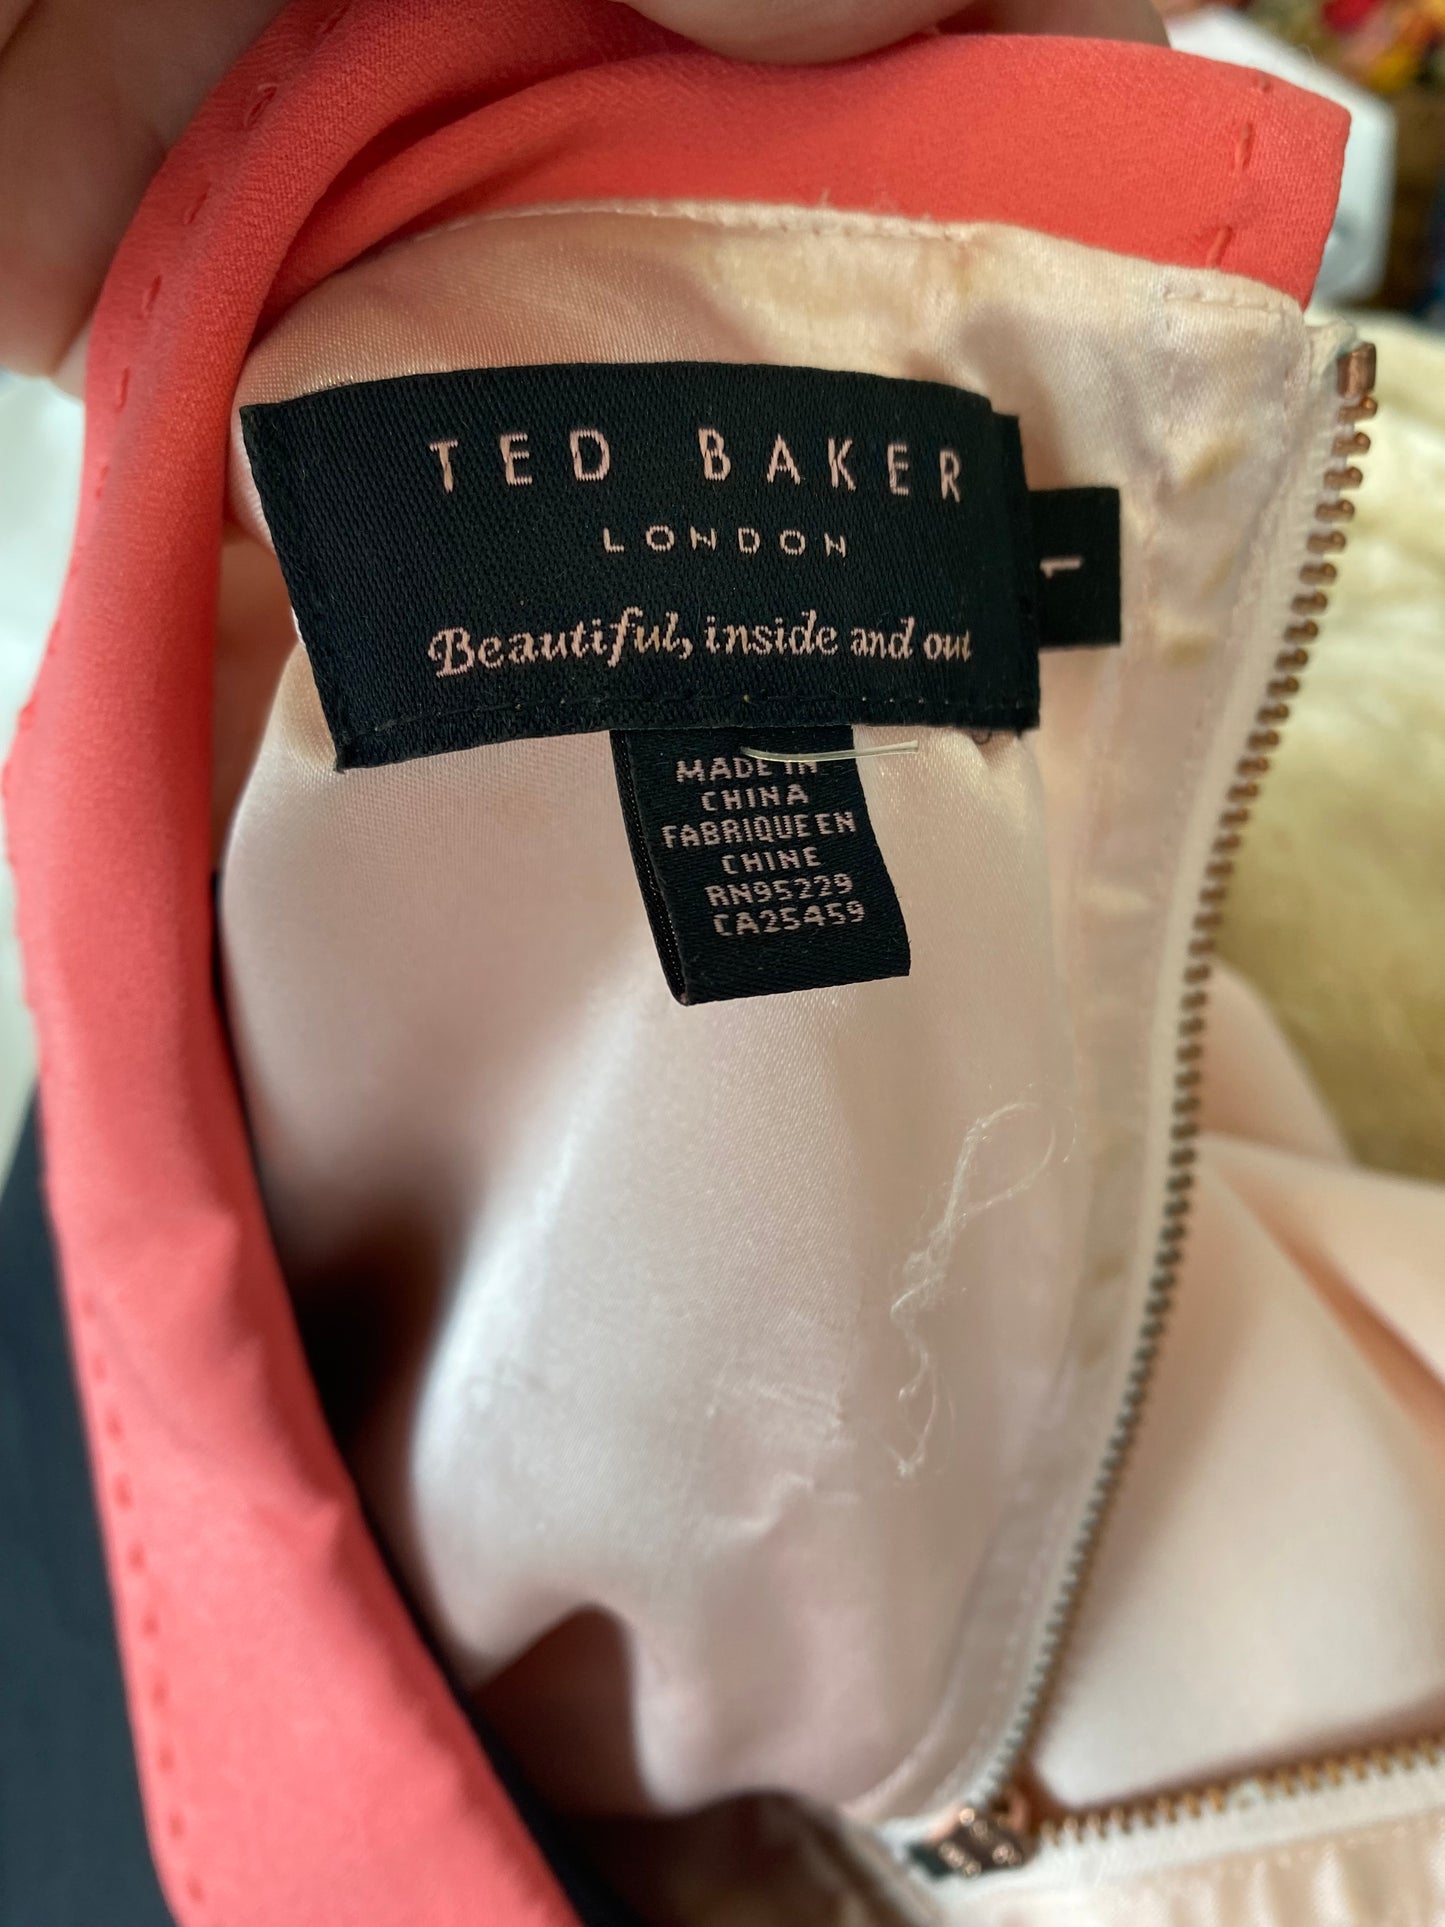 TED BAKER
LONDON
Beautiful, inside and out
1
MADE IN
CHINA
FABRIQUE EN
CHINE
RN95229
CA25459